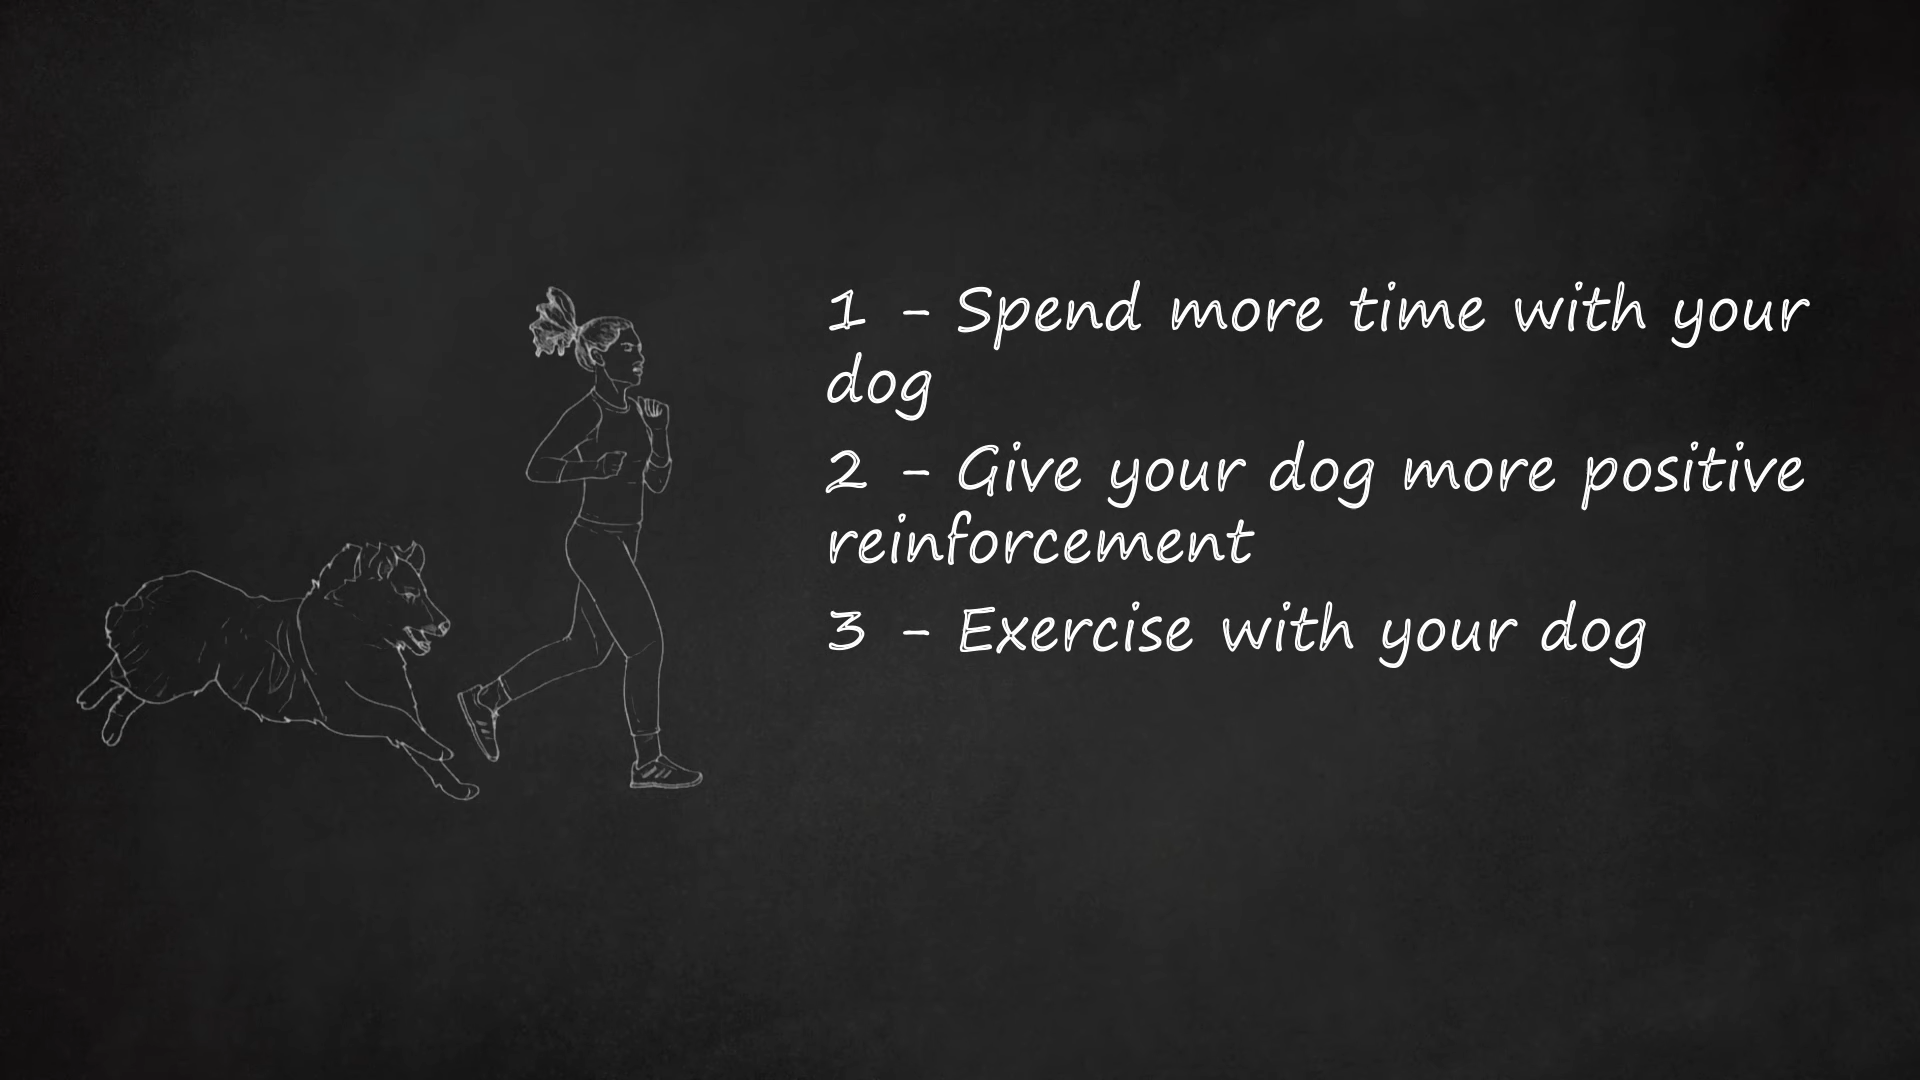 1 - Spend more time with your
dog
2 - Give your dog more positive
reinforcement
3 - Exercise with your dog